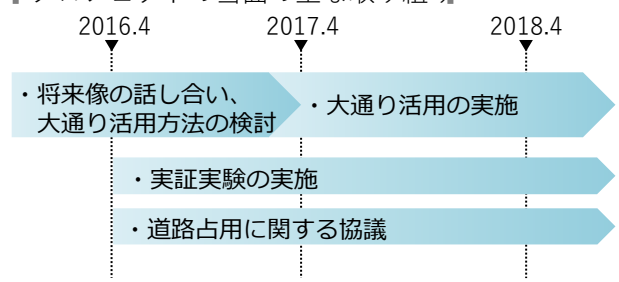 2016.4 2017.4 2018.4
・将来像の話し合い、
大通り活用方法の検討
・大通り活用の実施
・実証実験の実施
・道路占用に関する協議